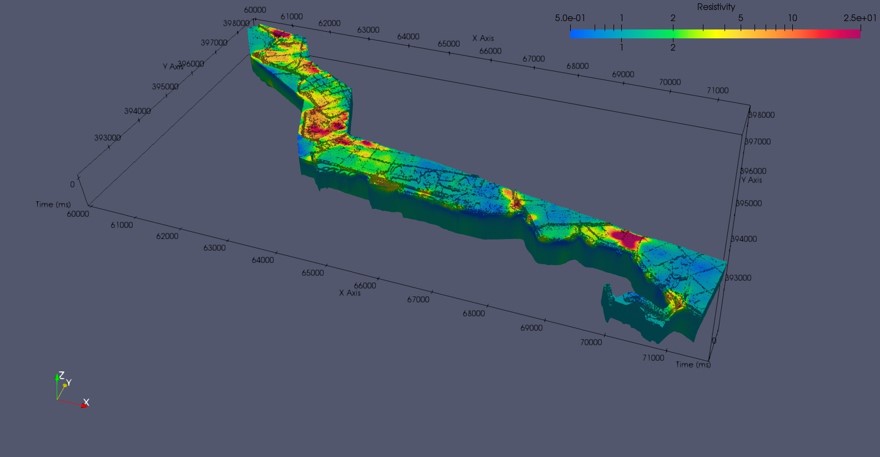 Resistivity
5.0e-01 1 2 5 10 2.5e+01
1 2
60000
398000 61000 62000 63000 64000 65000 66000 67000 68000 69000 70000 71000
X Axis
397000
Y Axis 396000
395000
394000
393000
0
Time (ms)
398000
397000
396000
Y Axis
395000
394000
393000
0
Time (ms)
60000 61000 62000 63000 64000 65000 66000 67000 68000 69000 70000 71000
X Axis
Z
Y
X